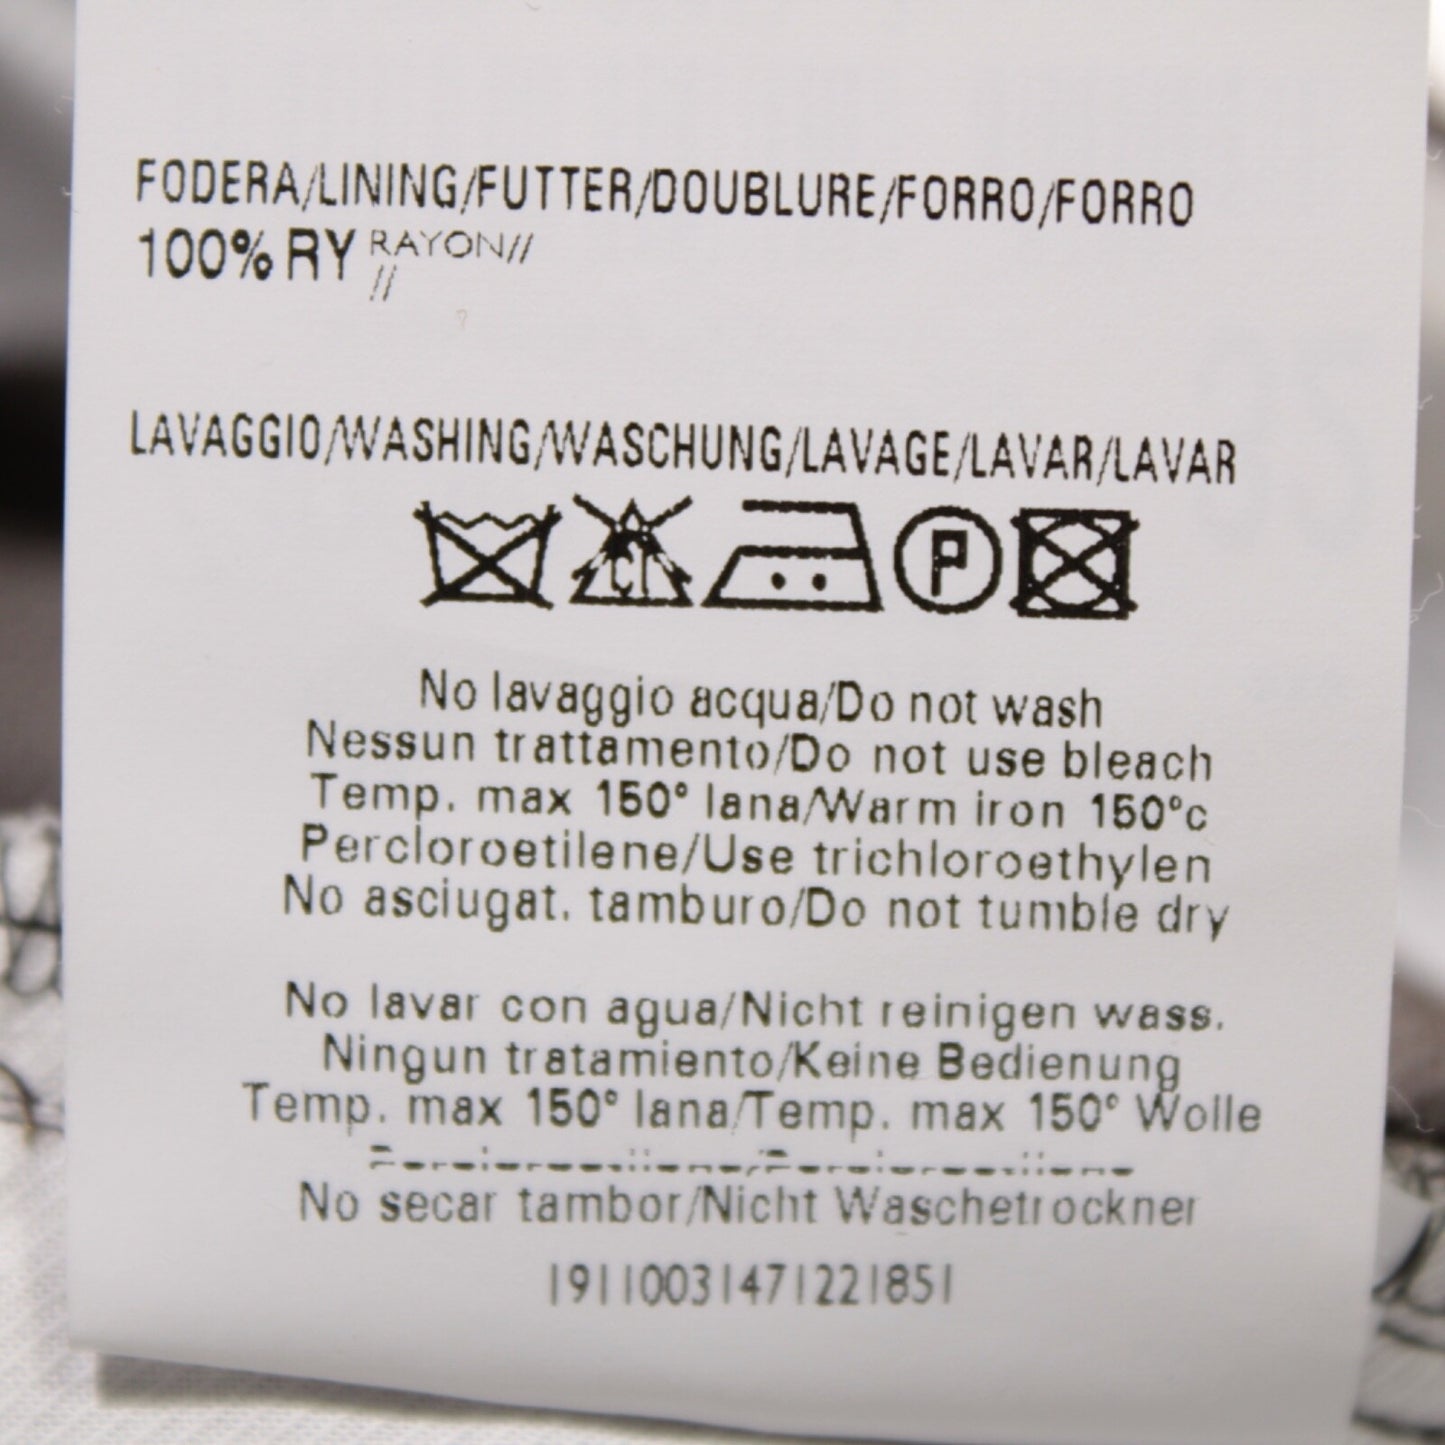 FODERA/LINING/FUTTER/DOUBLURE/FORRO/FORRO
100% RY RAYON//
//
LAVAGGIO/WASHING/WASCHUNG/LAVAGE/LAVAR/LAVAR
CL P
No lavaggio acqua/Do not wash
Nessun trattamento/Do not use bleach
Temp. max 150° lana/Warm iron 150°c
Percloroetilene/Use trichloroethylen
No asciugat. tamburo/Do not tumble dry
No lavar con agua/Nicht reinigen wass.
Ningun tratamiento/Keine Bedienung
Temp. max 150° lana/Temp. max 150° Wolle
No secar tambor/Nicht Waschetrockner
1911003147122185​1